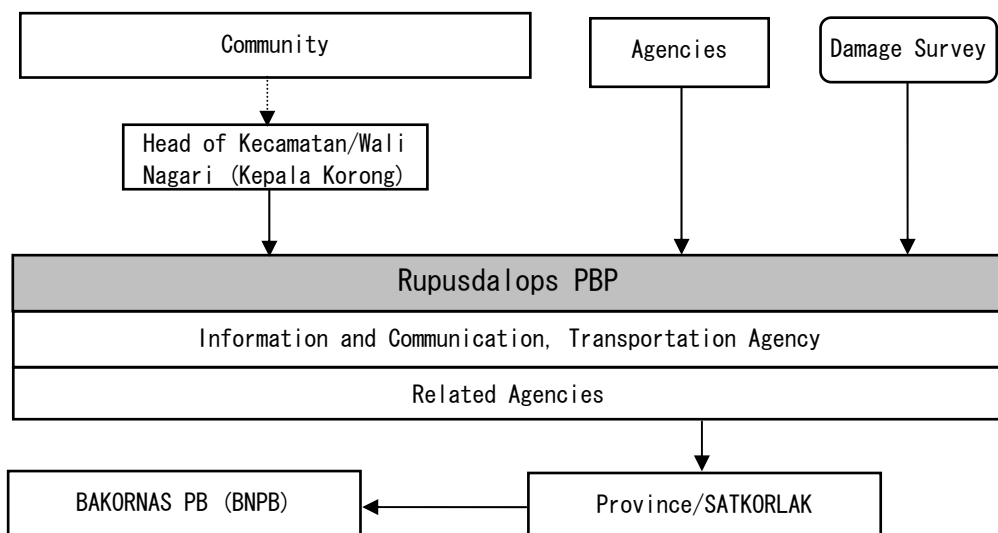 Community
Agencies
Damage Survey
Head of Kecamatan/Wali
Nagari (Kepala Korong)
Rupusdalops PBP
Information and Communication, Transportation Agency
Related Agencies
BAKORNAS PB (BNPB)
Province/SATKORLAK